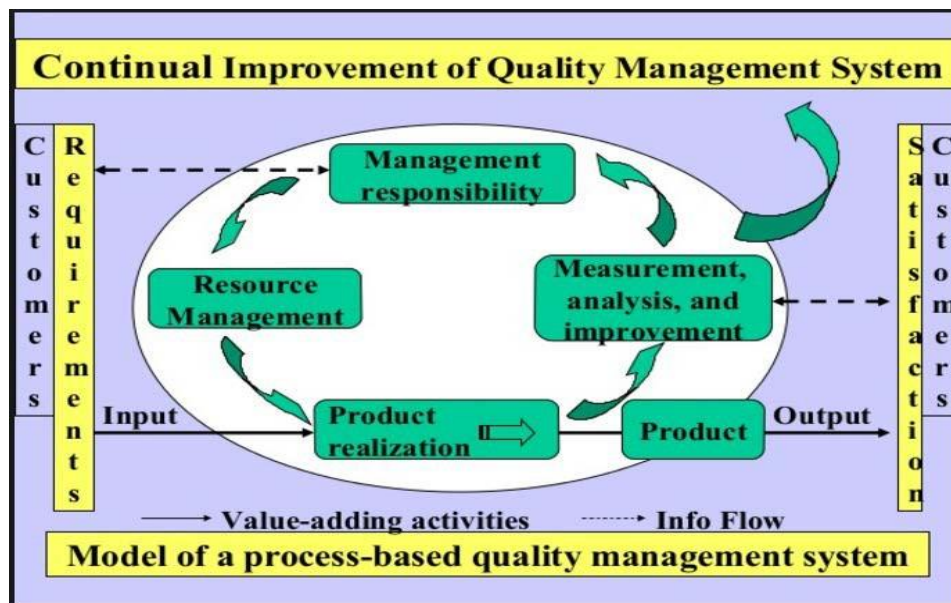 Continual Improvement of Quality Management System
Customers
Requirements
Management
responsibility
Resource
Management
Measurement,
analysis, and
improvement
Satisfaction
Customers
Input
Product
realization
Product
Output
Value-adding activities
Info Flow
Model of a process-based quality management system